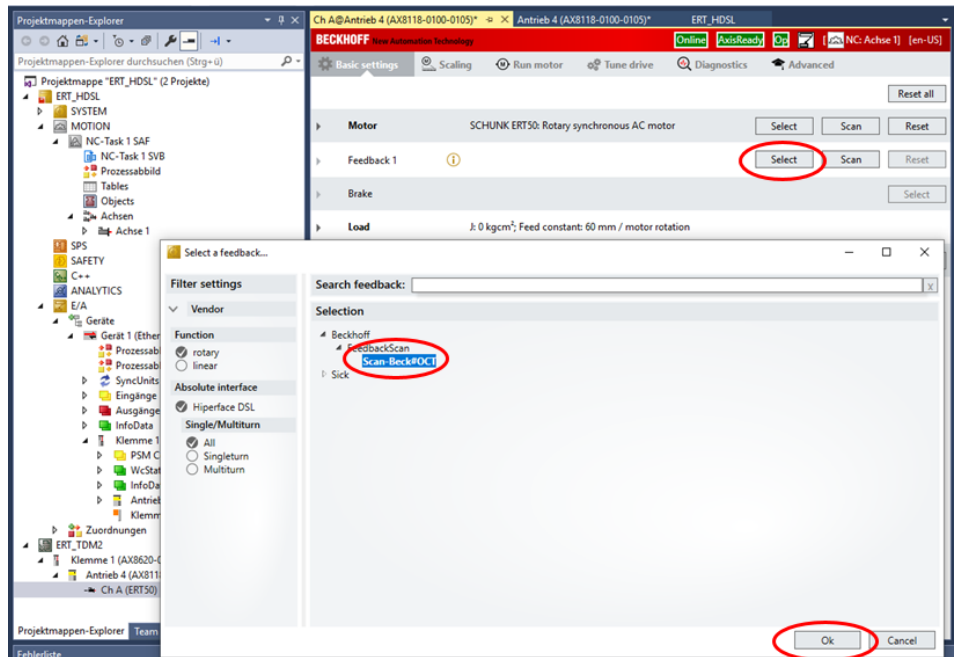 Projektmappen-Explorer
Projektmappen-Explorer durchsuchen (Strg+ü)
Projektmappe "ERT_HDSL" (2 Projekte)
ERT_HDSL
SYSTEM
MOTION
NC-Task 1 SAF
NC-Task 1 SVB
Prozessabbild
Tables
Objects
Achsen
Achse 1
SPS
SAFETY
C++
ANALYTICS
E/A
Geräte
Gerät 1 (Ether
Prozessabl
Prozessabl
SyncUnits
Eingänge
Ausgänge
InfoData
Klemme 1
PSM C
WcStat
InfoDa
Antriel
Klemm
Zuordnungen
ERT_TDM2
Klemme 1 (AX8620-0
Antrieb 4 (AX811
Ch A (ERT50)
Projektmappen-Explorer Team
Fehlerliste
Ch A@Antrieb 4 (AX8118-0100-0105)* Antrieb 4 (AX8118-0100-0105)* ERT_HDSL
BECKHOFF New Automation Technology Online AxisReady Op [ NC: Achse 1] [en-US]
Basic settings Scaling Run motor Tune drive Diagnostics Advanced
Reset all
Motor SCHUNK ERT50: Rotary synchronous AC motor Select Scan Reset
Feedback 1 Select Scan Reset
Brake Select
Load J: 0 kgcm²; Feed constant: 60 mm / motor rotation
Select a feedback...
Filter settings
Vendor
Function
rotary
linear
Absolute interface
Hiperface DSL
Single/Multiturn
All
Singleturn
Multiturn
Search feedback: x
Selection
Beckhoff
FeedbackScan
Scan-Beck#OCT
Sick
Ok Cancel